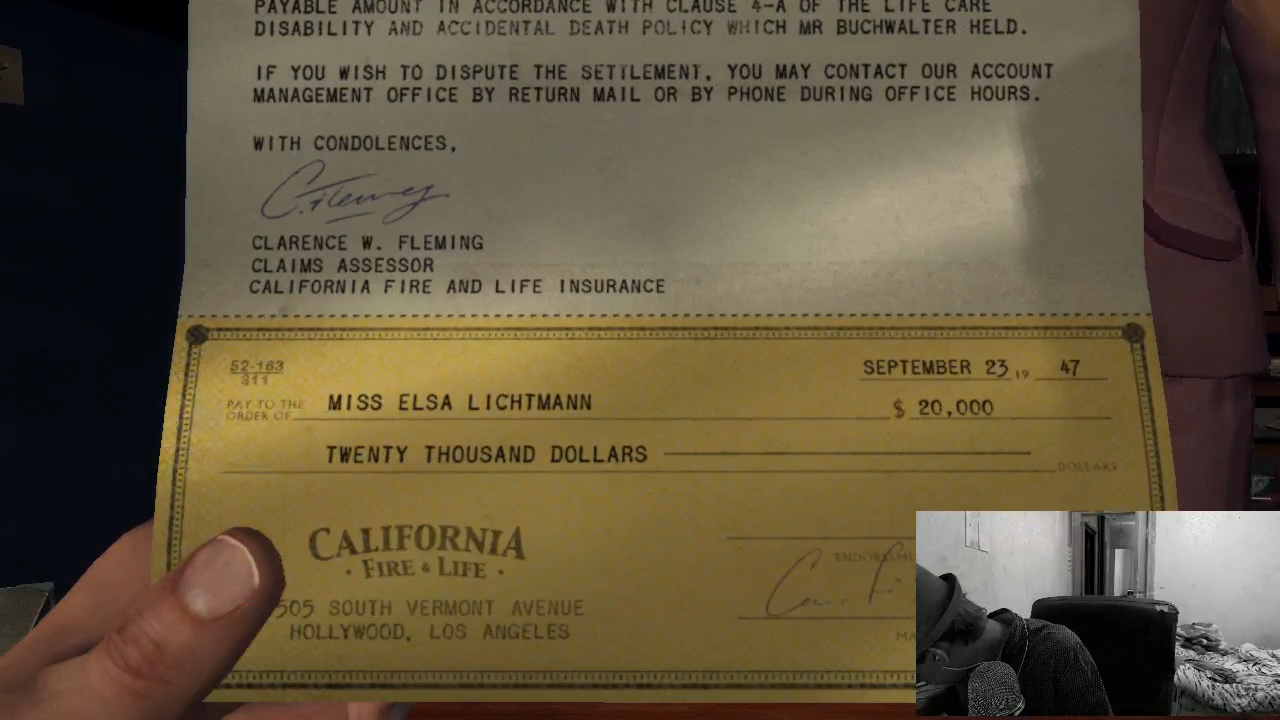 PAYABLE AMOUNT IN ACCORDANCE WITH CLAUSE 4-A OF THE LIFE CARE
DISABILITY AND ACCIDENTAL DEATH POLICY WHICH MR BUCHWALTER HELD.
IF YOU WISH TO DISPUTE THE SETTLEMENT, YOU MAY CONTACT OUR ACCOUNT
MANAGEMENT OFFICE BY RETURN MAIL OR BY PHONE DURING OFFICE HOURS.
WITH CONDOLENCES,
C. Fleming
CLARENCE W. FLEMING
CLAIMS ASSESSOR
CALIFORNIA FIRE AND LIFE INSURANCE
52-163
311
SEPTEMBER 23, 19 47
PAY TO THE
ORDER OF MISS ELSA LICHTMANN $ 20,000
TWENTY THOUSAND DOLLARS DOLLARS
CALIFORNIA
· FIRE & LIFE ·
505 SOUTH VERMONT AVENUE
HOLLYWOOD, LOS ANGELES